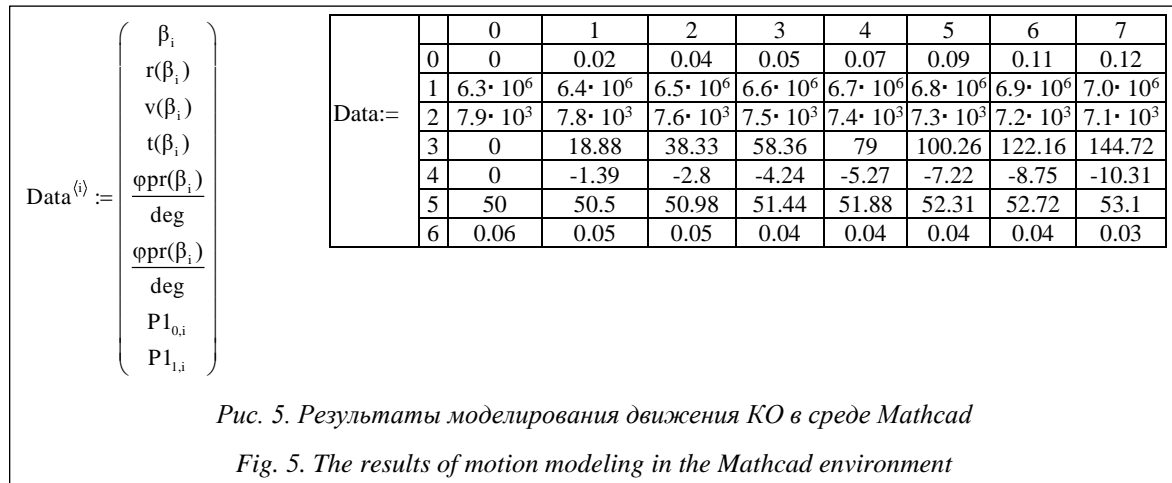 Data⟨i⟩ :=
βi
r(βi)
v(βi)
t(βi)
φpr(βi)
deg
φpr(βi)
deg
P10,i
P11,i
Data:=
0 1 2 3 4 5 6 7
0 0 0.02 0.04 0.05 0.07 0.09 0.11 0.12
1 6.3· 10⁶ 6.4· 10⁶ 6.5· 10⁶ 6.6· 10⁶ 6.7· 10⁶ 6.8· 10⁶ 6.9· 10⁶ 7.0· 10⁶
2 7.9· 10³ 7.8· 10³ 7.6· 10³ 7.5· 10³ 7.4· 10³ 7.3· 10³ 7.2· 10³ 7.1· 10³
3 0 18.88 38.33 58.36 79 100.26 122.16 144.72
4 0 -1.39 -2.8 -4.24 -5.27 -7.22 -8.75 -10.31
5 50 50.5 50.98 51.44 51.88 52.31 52.72 53.1
6 0.06 0.05 0.05 0.04 0.04 0.04 0.04 0.03
Рис. 5. Результаты моделирования движения КО в среде Mathcad
Fig. 5. The results of motion modeling in the Mathcad environment